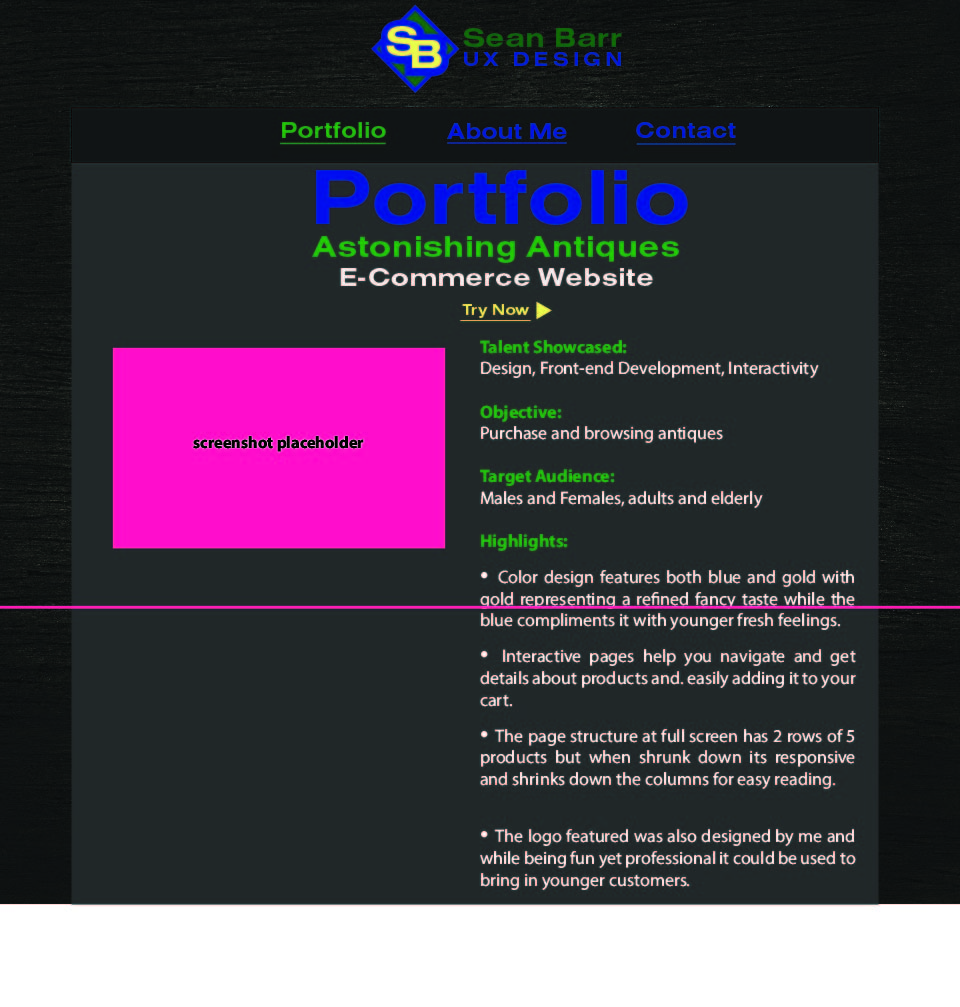 SB
Sean Barr
UX DESIGN
Portfolio About Me Contact
Portfolio
Astonishing Antiques
E-Commerce Website
Try Now
screenshot placeholder
Talent Showcased:
Design, Front-end Development, Interactivity
Objective:
Purchase and browsing antiques
Target Audience:
Males and Females, adults and elderly
Highlights:
• Color design features both blue and gold with
gold representing a refined fancy taste while the
blue compliments it with younger fresh feelings.
• Interactive pages help you navigate and get
details about products and. easily adding it to your
cart.
• The page structure at full screen has 2 rows of 5
products but when shrunk down its responsive
and shrinks down the columns for easy reading.
• The logo featured was also designed by me and
while being fun yet professional it could be used to
bring in younger customers.